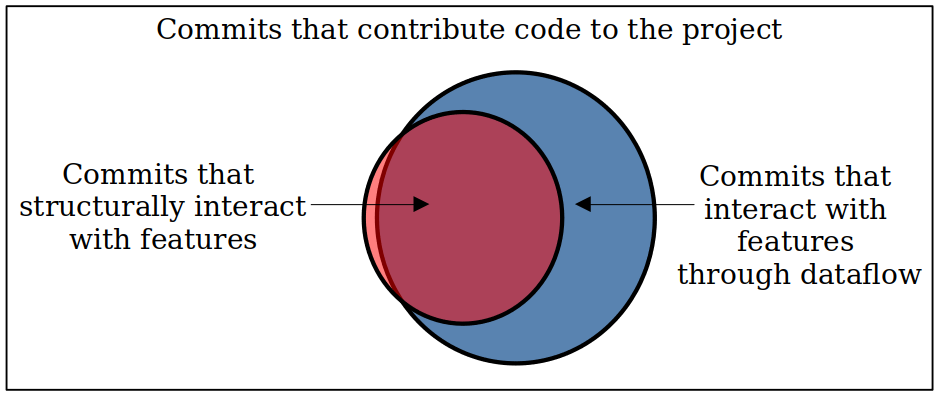 Commits that contribute code to the project
Commits that
structurally interact
with features
Commits that
interact with
features
through dataflow